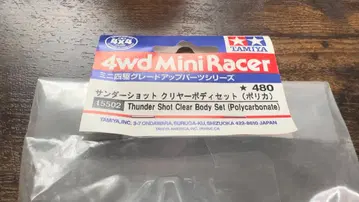 4X4
TAMIYA
4wd Mini Racer
ミニ四駆グレードアップパーツシリーズ
★ 480
サンダーショット クリヤーボディセット (ポリカ)
15502 Thunder Shot Clear Body Set (Polycarbonate)
TAMIYA, INC. 3-7 ONDAWARA, SURUGA-KU, SHIZUOKA 422-8610 JAPAN